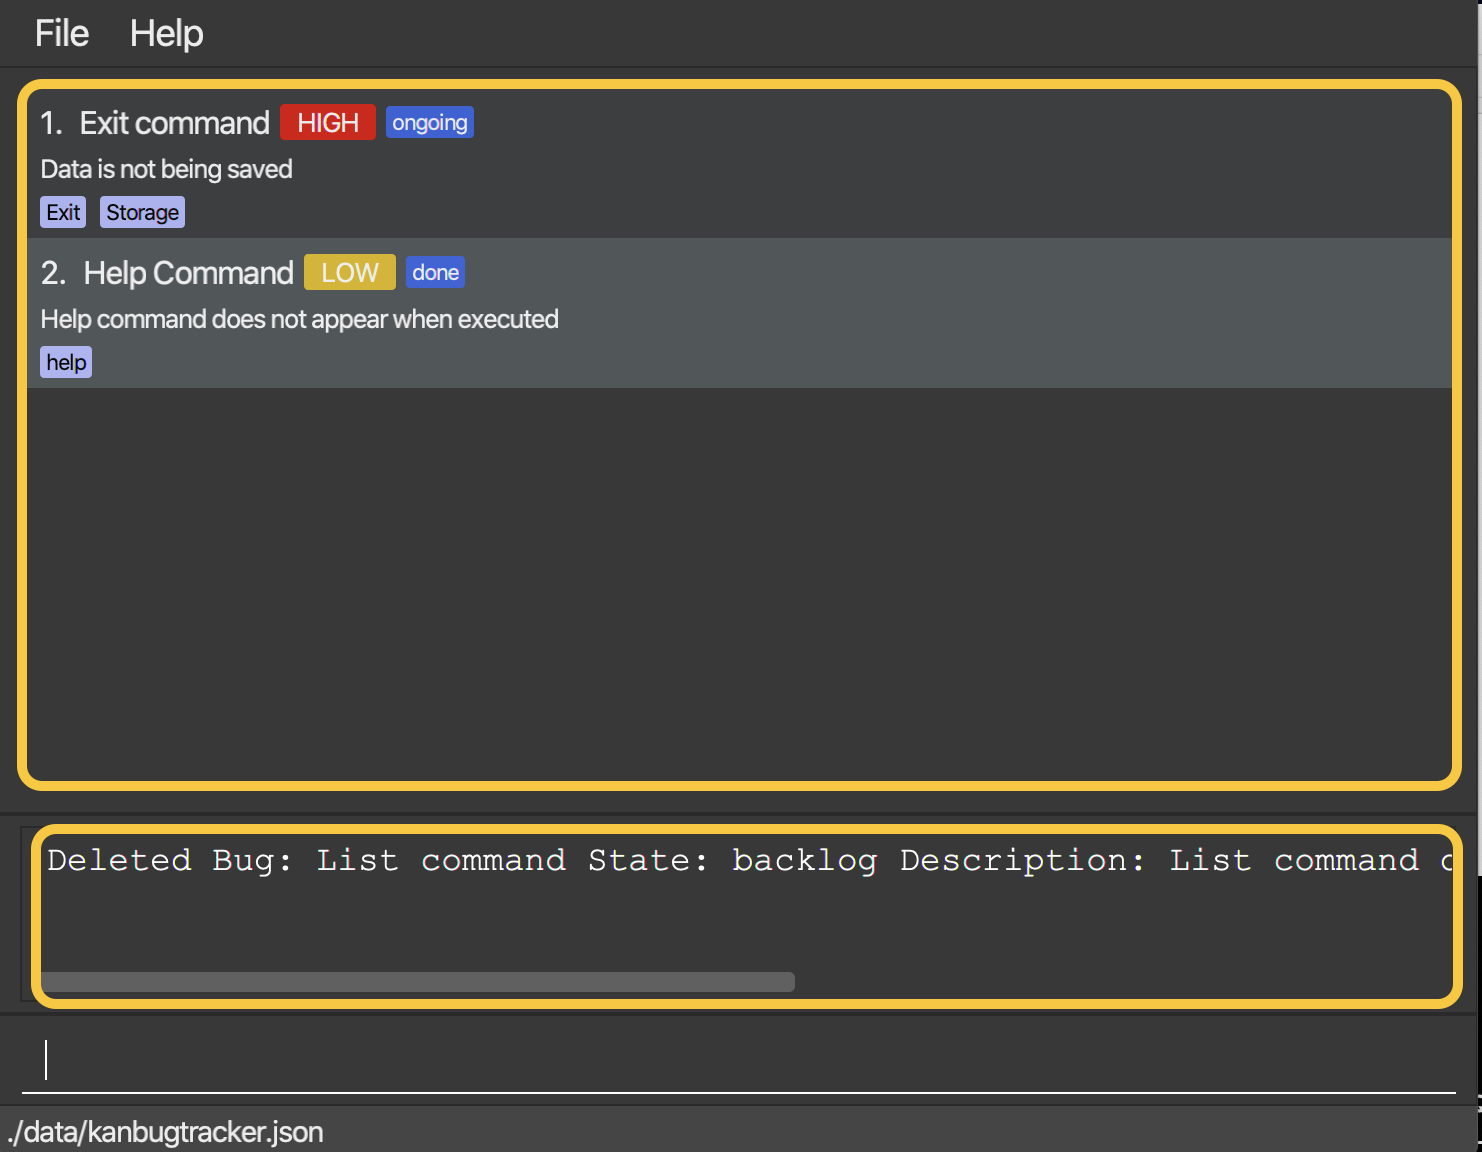 File Help
1. Exit command HIGH ongoing
Data is not being saved
Exit Storage
2. Help Command LOW done
Help command does not appear when executed
help
Deleted Bug: List command State: backlog Description: List command
./data/kanbugtracker.json